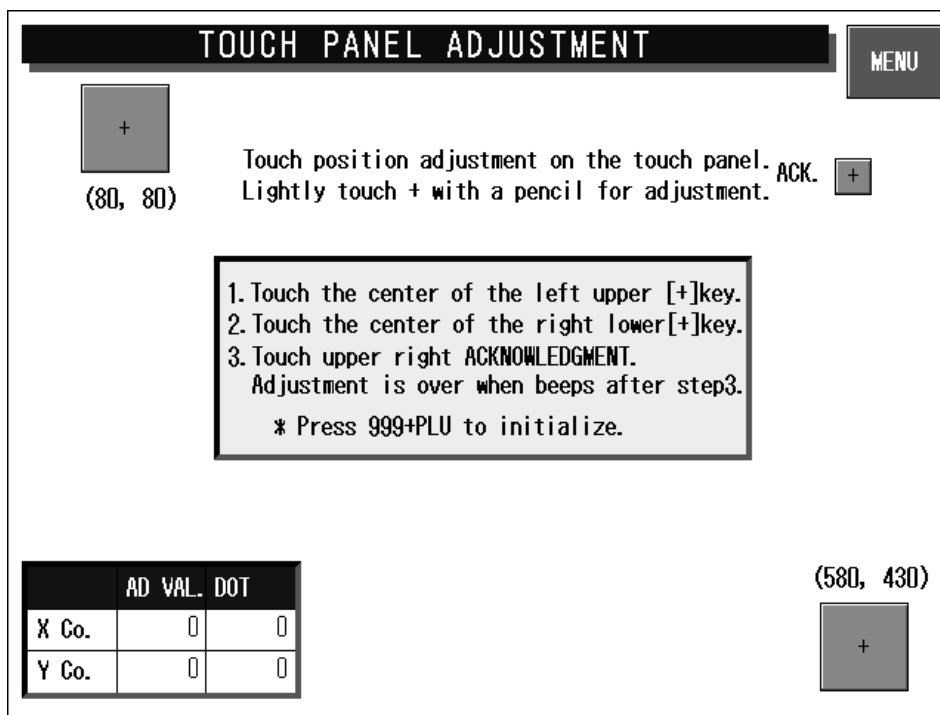 TOUCH PANEL ADJUSTMENT
MENU
+
(80, 80)
Touch position adjustment on the touch panel.
Lightly touch + with a pencil for adjustment.
ACK. +
1. Touch the center of the left upper [+]key.
2. Touch the center of the right lower[+]key.
3. Touch upper right ACKNOWLEDGMENT.
Adjustment is over when beeps after step3.
* Press 999+PLU to initialize.
AD VAL. DOT
X Co. 0 0
Y Co. 0 0
(580, 430)
+